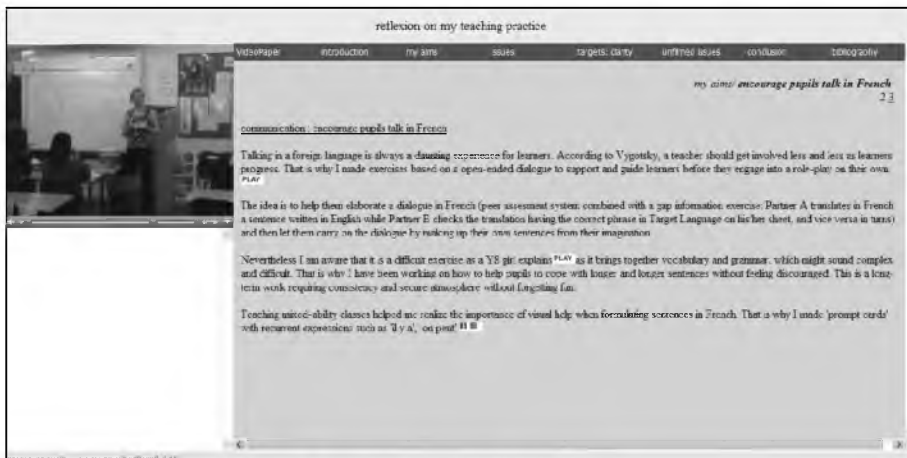 reflexion on my teaching practice
VideoPaper introduction my aims issues targets: clarity unfilmed issues conclusion bibliography
my aims/ encourage pupils talk in French
2 3
communication : encourage pupils talk in French
Talking in a foreign language is always a daunting experience for learners. According to Vygotsky, a teacher should get involved less and less as learners
progress. That is why I made exercises based on a open-ended dialogue to support and guide learners before they engage into a role-play on their own.
PLAY
The idea is to help them elaborate a dialogue in French (peer assesment system combined with a gap information exercise: Partner A translates in French
a sentence written in English while Partner B checks the translation having the correct phrase in Target Language on his/her sheet, and vice versa in turns)
and then let them carry on the dialogue by making up their own sentences from their imagination.
Nevertheless I am aware that it is a difficult exercise as a Y8 girl explains PLAY as it brings together vocabulary and grammar, which might sound complex
and difficult. That is why I have been working on how to help pupils to cope with longer and longer sentences without feeling discouraged. This is a long-
term work requiring consistency and secure atmosphere without forgetting fun.
Teaching mixed-ability classes helped me realize the importance of visual help when formulating sentences in French. That is why I made 'prompt cards'
with recurrent expressions such as 'il y a', 'on peut'